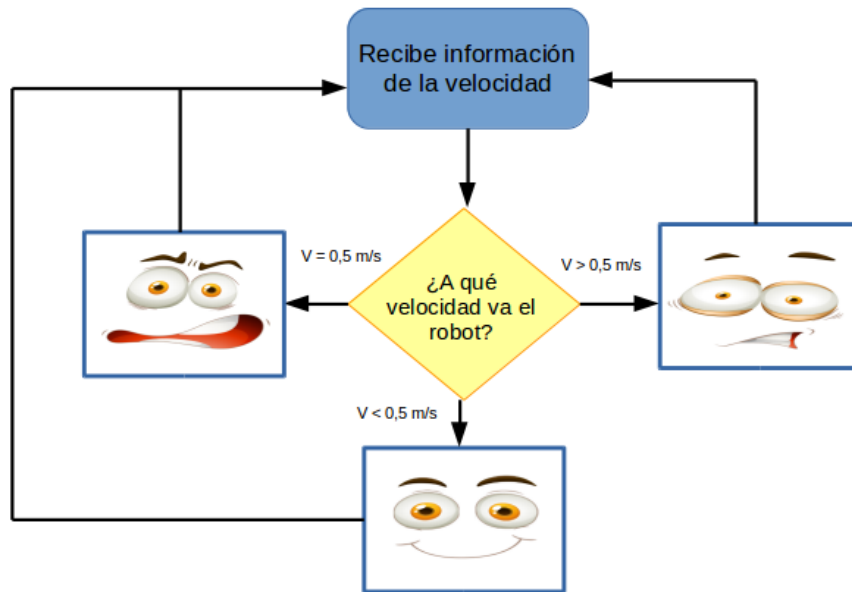 Recibe información
de la velocidad
V = 0,5 m/s
¿A qué
velocidad va el
robot?
V > 0,5 m/s
V < 0,5 m/s